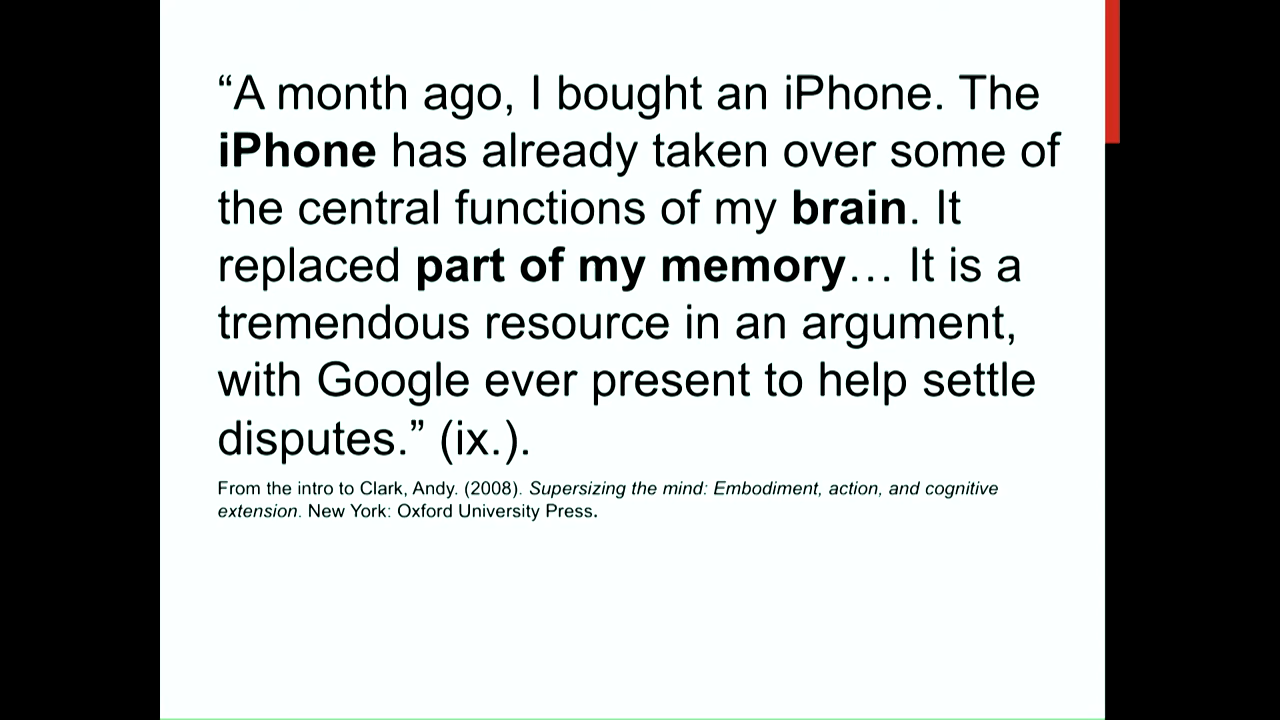 “A month ago, I bought an iPhone. The
iPhone has already taken over some of
the central functions of my brain. It
replaced part of my memory… It is a
tremendous resource in an argument,
with Google ever present to help settle
disputes.” (ix.).
From the intro to Clark, Andy. (2008). Supersizing the mind: Embodiment, action, and cognitive
extension. New York: Oxford University Press.